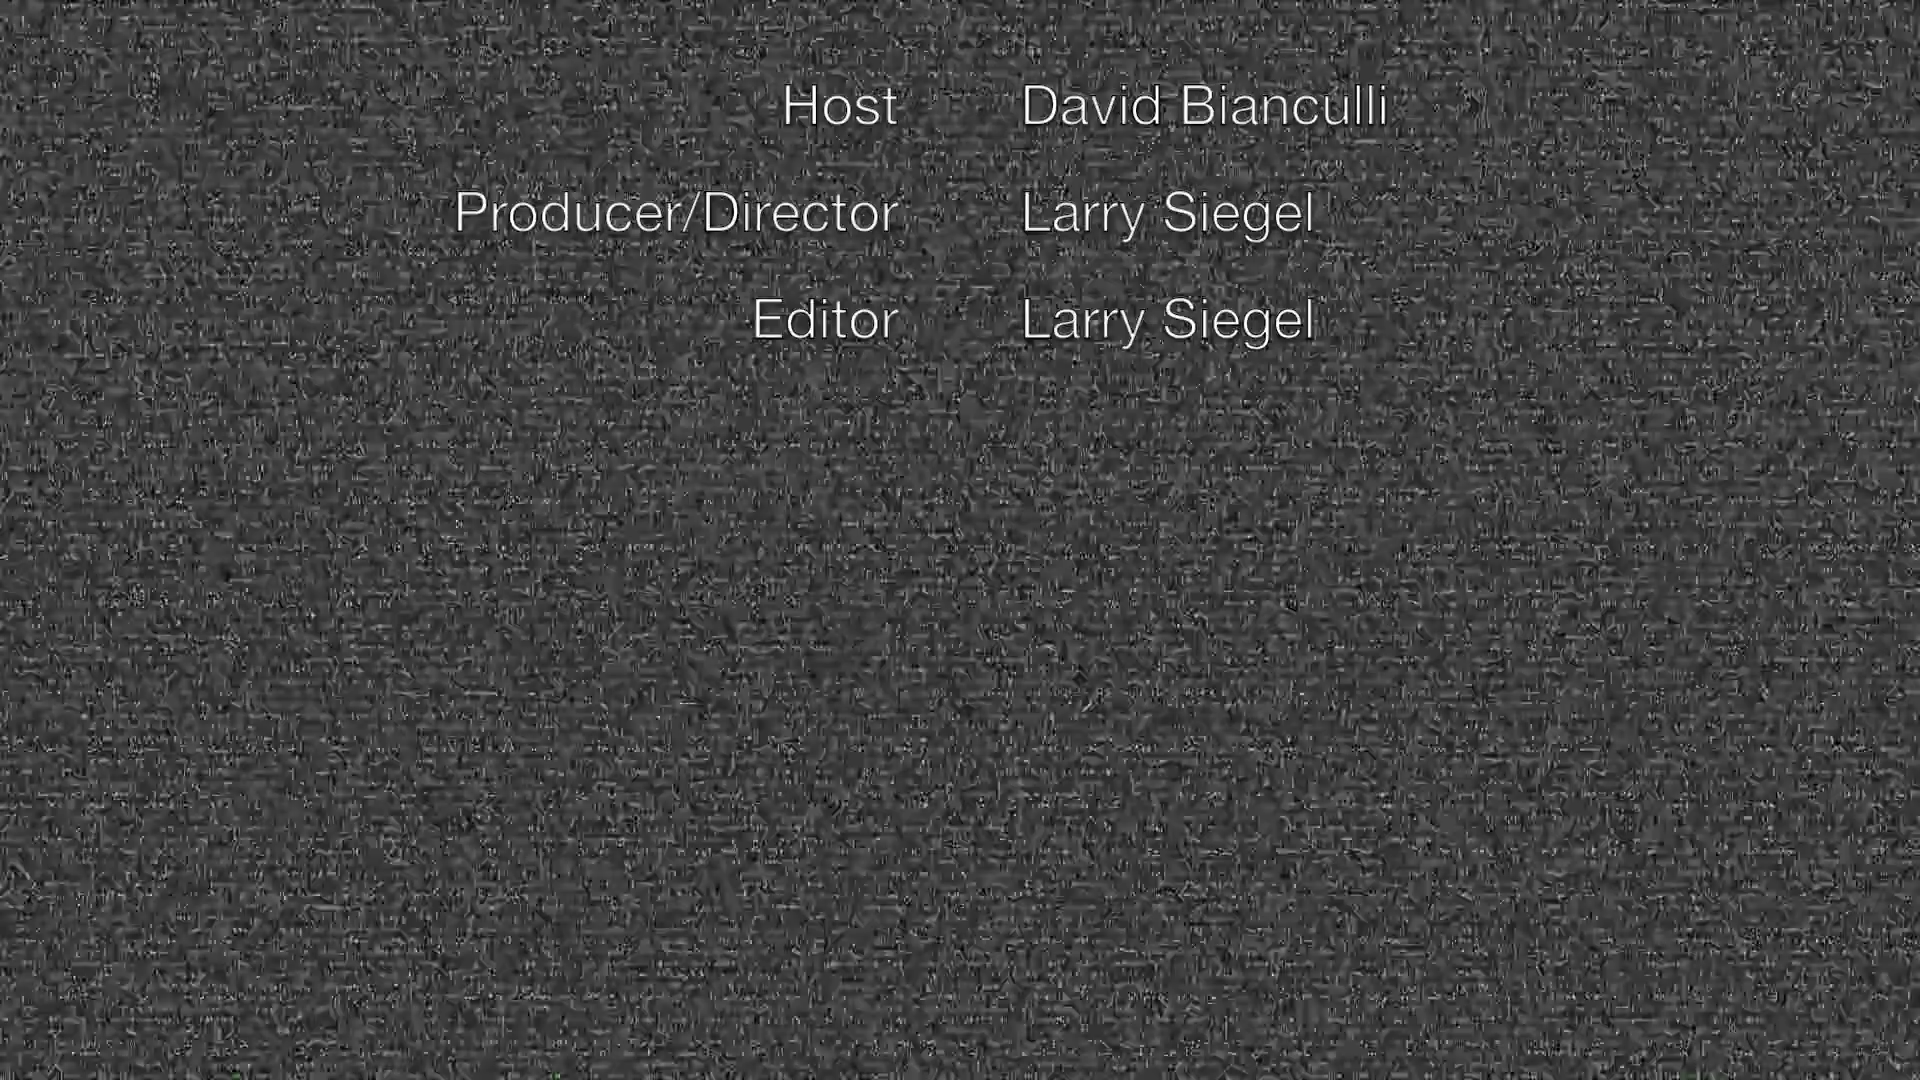 Host David Bianculli
Producer/Director Larry Siegel
Editor Larry Siegel